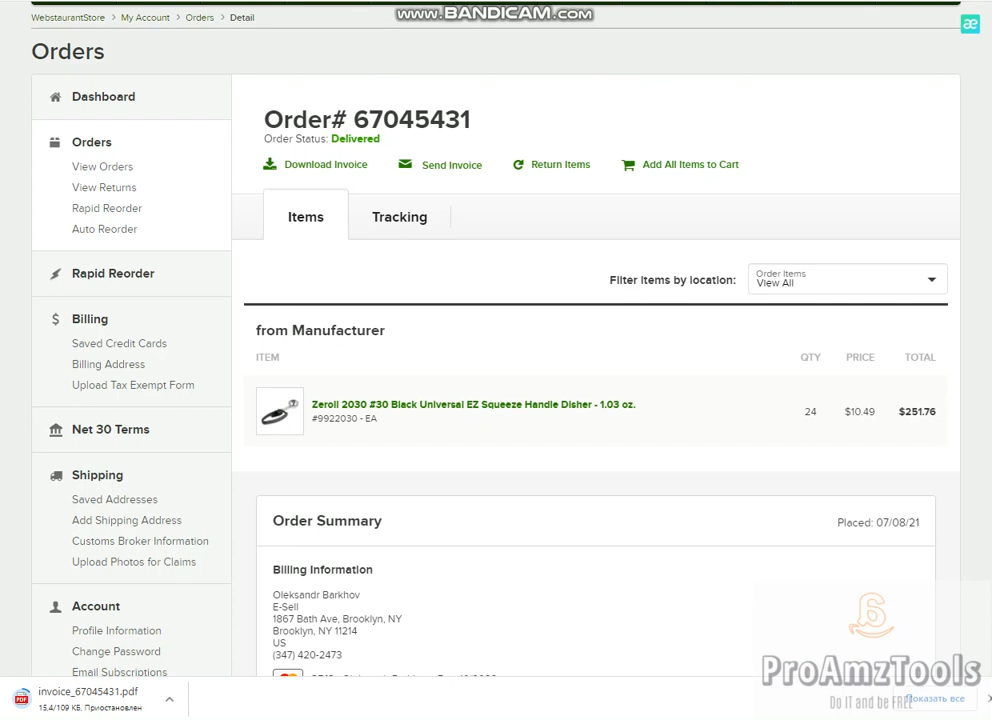 www.BANDICAM.com
WebstaurantStore > My Account > Orders > Detail
æ
Orders
Dashboard
Orders
View Orders
View Returns
Rapid Reorder
Auto Reorder
Rapid Reorder
Billing
Saved Credit Cards
Billing Address
Upload Tax Exempt Form
Net 30 Terms
Shipping
Saved Addresses
Add Shipping Address
Customs Broker Information
Upload Photos for Claims
Account
Profile Information
Change Password
Email Subscriptions
Order# 67045431
Order Status: Delivered
Download Invoice Send Invoice Return Items Add All Items to Cart
Items Tracking
Filter items by location: Order Items
View All
from Manufacturer
ITEM QTY PRICE TOTAL
Zeroll 2030 #30 Black Universal EZ Squeeze Handle Disher - 1.03 oz.
#9922030 - EA
24 $10.49 $251.76
Order Summary Placed: 07/08/21
Billing Information
Oleksandr Barkhov
E-Sell
1867 Bath Ave, Brooklyn, NY
Brooklyn, NY 11214
US
(347) 420-2473
invoice_67045431.pdf
15.4/109 КБ, Приостановлен
ProAmzTools
Do IT and be FREE
Показать все